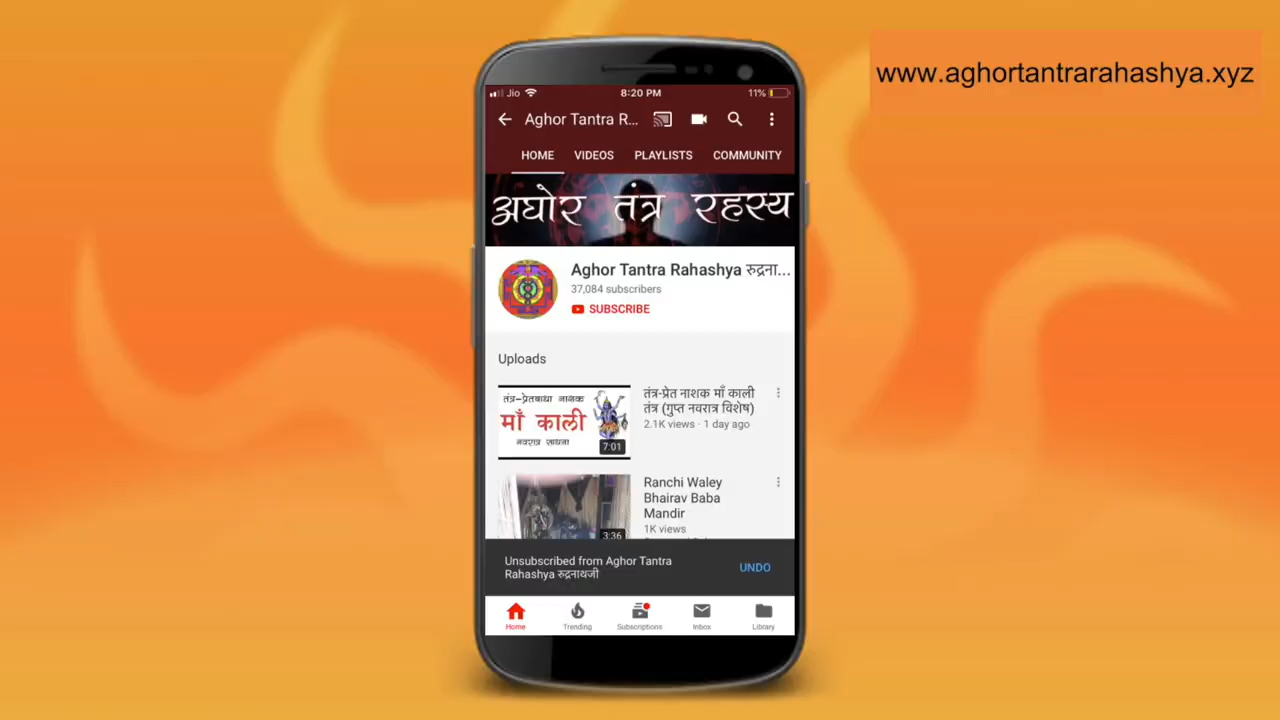 www.aghortantrarahashya.xyz
Jio
8:20 PM
11%
Aghor Tantra R...
HOME VIDEOS PLAYLISTS COMMUNITY
अघोर तंत्र रहस्य
Aghor Tantra Rahashya रुद्रना...
37,084 subscribers
SUBSCRIBE
Uploads
तंत्र-प्रेतबाधा नाशक
माँ काली
नवरात्र साधना
7:01
तंत्र-प्रेत नाशक माँ काली
तंत्र (गुप्त नवरात्र विशेष)
2.1K views · 1 day ago
Ranchi Waley
Bhairav Baba
Mandir
1K views
3:36
Unsubscribed from Aghor Tantra
Rahashya रुद्रनाथजी
UNDO
Home Trending Subscriptions Inbox Library